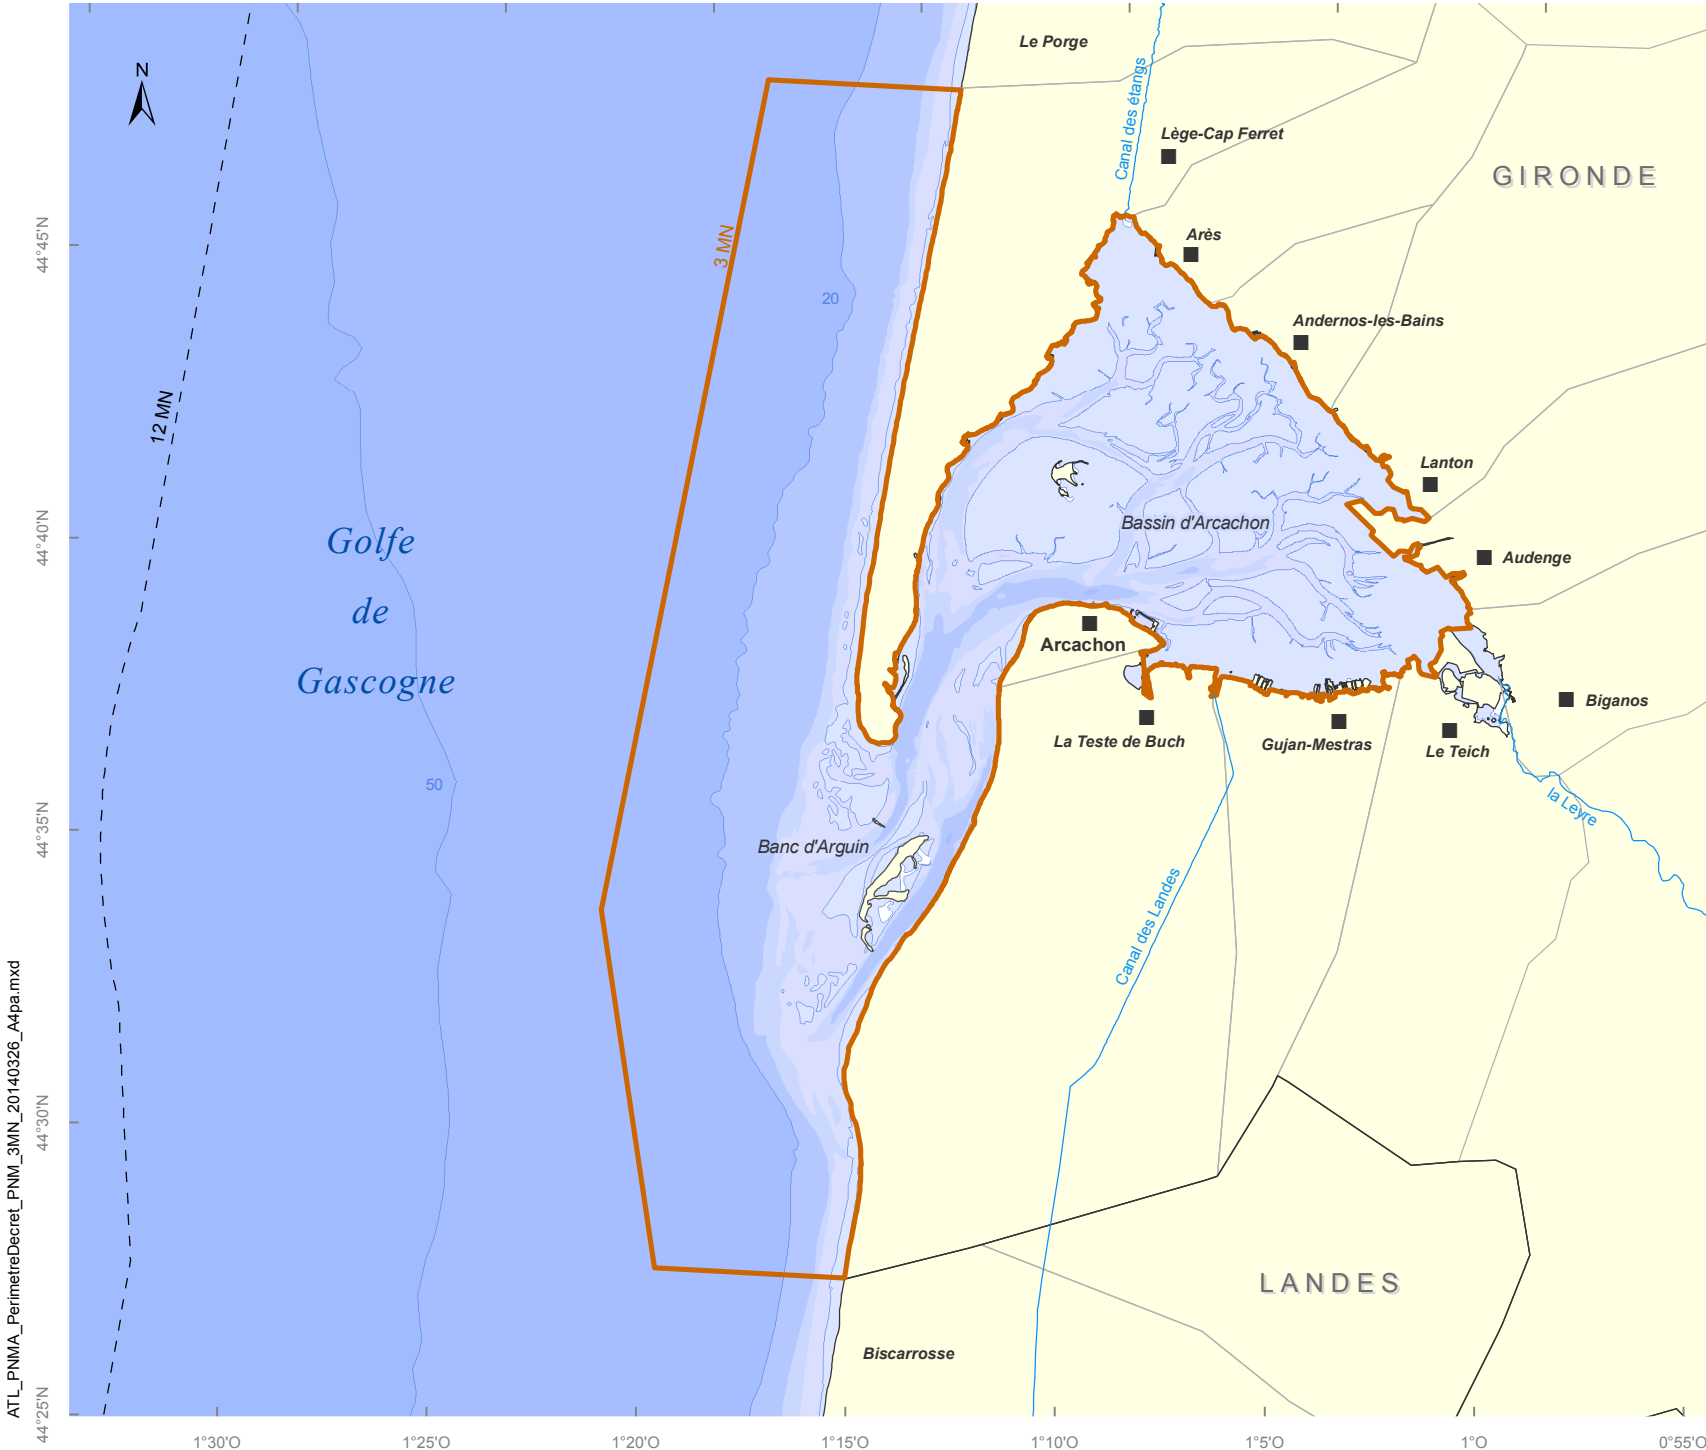 N
Le Porge
Canal des étangs
Lège-Cap Ferret
GIRONDE
Arès
3 MN
20
Andernos-les-Bains
12 MN
Lanton
Bassin d'Arcachon
Audenge
Golfe
de
Gascogne
Arcachon
La Teste de Buch
Gujan-Mestras
Le Teich
Biganos
50
la Leyre
Banc d'Arguin
Canal des Landes
LANDES
Biscarrosse
44°45'N
44°40'N
44°35'N
44°30'N
44°25'N
1°30'O
1°25'O
1°20'O
1°15'O
1°10'O
1°5'O
1°O
0°55'O
ATL_PNMA_PerimetreDecret_PNM_3MN_20140326_A4pa.mxd